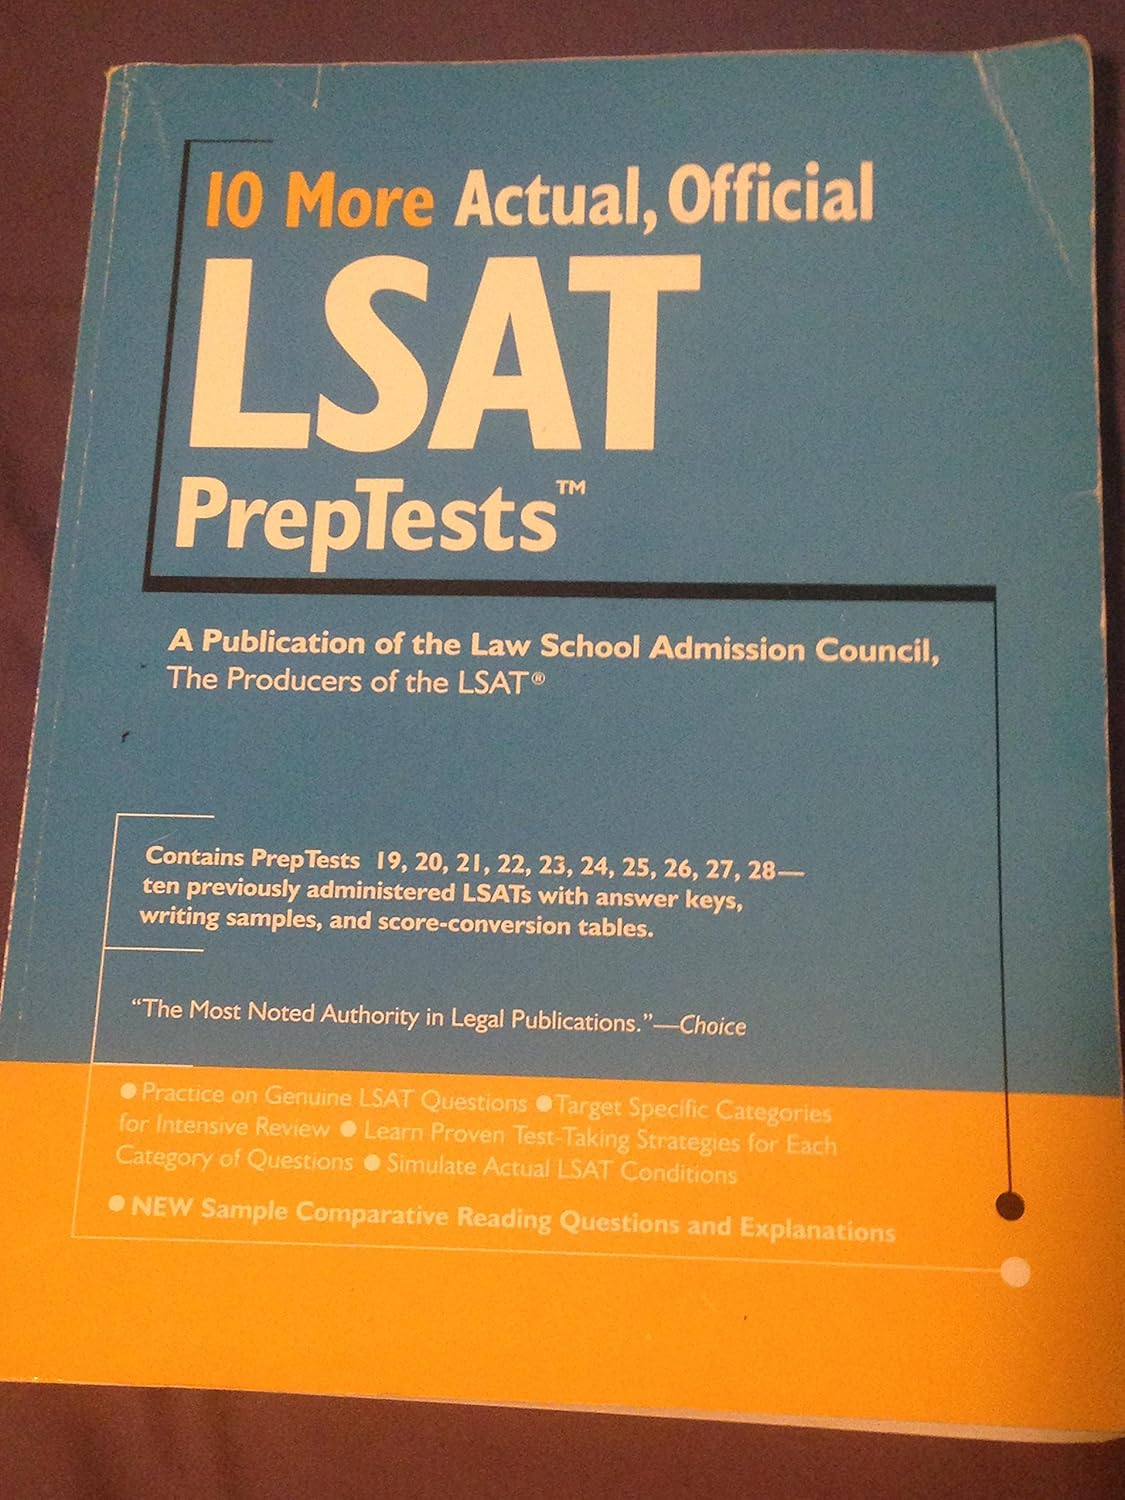 10 More Actual, Official
LSAT
PrepTests™
A Publication of the Law School Admission Council,
The Producers of the LSAT®
Contains PrepTests 19, 20, 21, 22, 23, 24, 25, 26, 27, 28—
ten previously administered LSATs with answer keys,
writing samples, and score-conversion tables.
“The Most Noted Authority in Legal Publications.”—Choice
● Practice on Genuine LSAT Questions ● Target Specific Categories
for Intensive Review ● Learn Proven Test-Taking Strategies for Each
Category of Questions ● Simulate Actual LSAT Conditions
● NEW Sample Comparative Reading Questions and Explanations